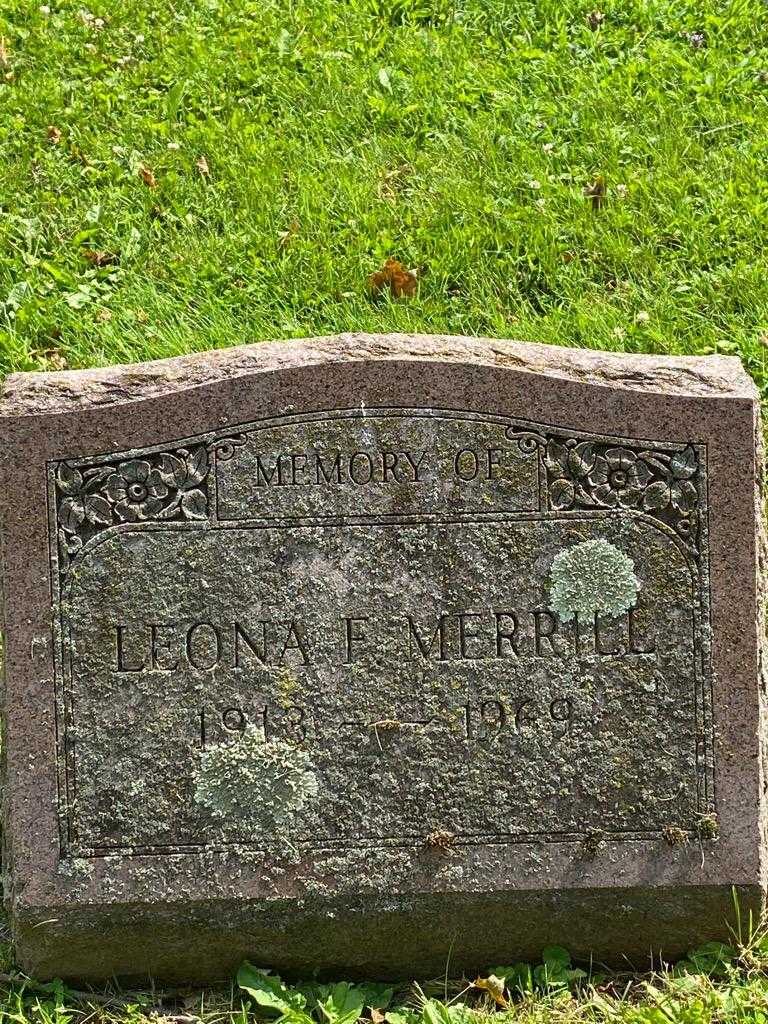 MEMORY OF
LEONA F. MERRILL
1913 — — 1969